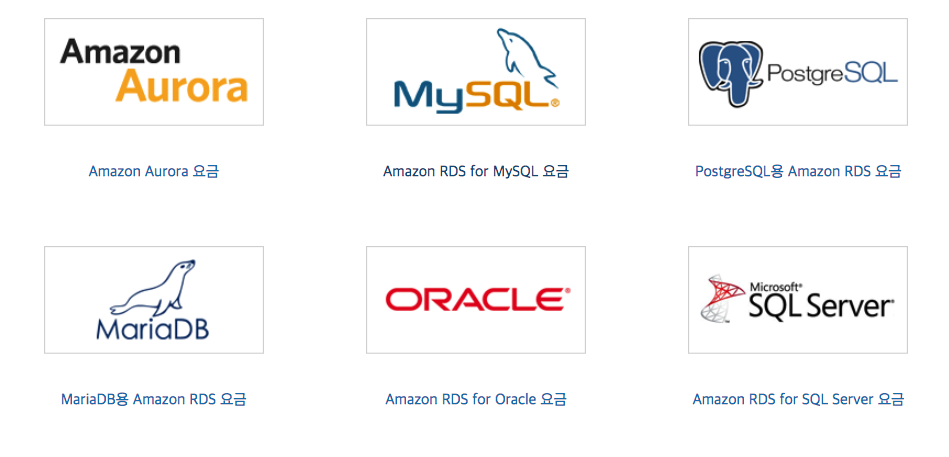 Amazon
Aurora
MySQL®
PostgreSQL
Amazon Aurora 요금
Amazon RDS for MySQL 요금
PostgreSQL용 Amazon RDS 요금
MariaDB
ORACLE®
Microsoft®
SQL Server®
MariaDB용 Amazon RDS 요금
Amazon RDS for Oracle 요금
Amazon RDS for SQL Server 요금